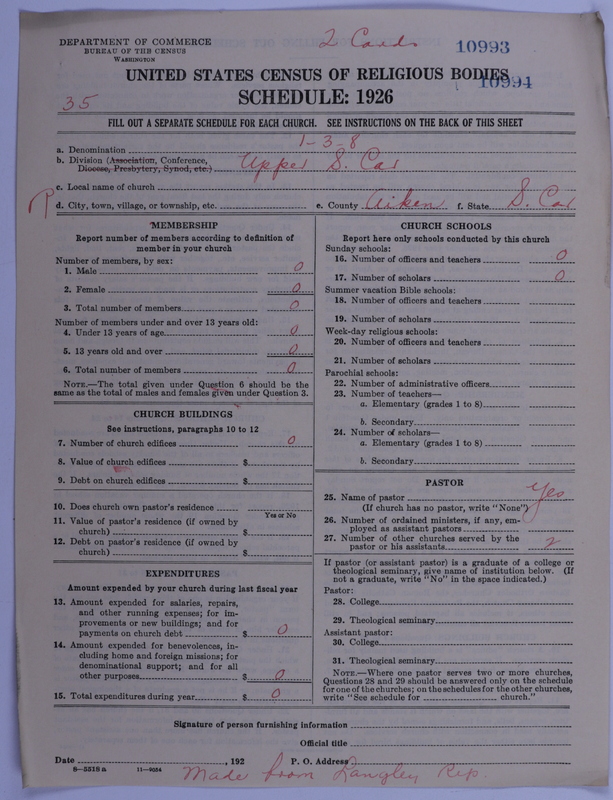 DEPARTMENT OF COMMERCE
BUREAU OF THE CENSUS
WASHINGTON
2 Cards
10993
10994
UNITED STATES CENSUS OF RELIGIOUS BODIES
SCHEDULE: 1926
35
FILL OUT A SEPARATE SCHEDULE FOR EACH CHURCH. SEE INSTRUCTIONS ON THE BACK OF THIS SHEET
a. Denomination 1-3-8
b. Division (Association, Conference, Diocese, Presbytery, Synod, etc.) Upper S. Car
c. Local name of church
d. City, town, village, or township, etc. e. County Aiken f. State S. Car
MEMBERSHIP
Report number of members according to definition of
member in your church
Number of members, by sex:
1. Male 0
2. Female 0
3. Total number of members 0
Number of members under and over 13 years old:
4. Under 13 years of age 0
5. 13 years old and over 0
6. Total number of members 0
NOTE.—The total given under Question 6 should be the
same as the total of males and females given under Question 3.
CHURCH BUILDINGS
See instructions, paragraphs 10 to 12
7. Number of church edifices 0
8. Value of church edifices $
9. Debt on church edifices $
10. Does church own pastor's residence
Yes or No
11. Value of pastor's residence (if owned by
church) $
12. Debt on pastor's residence (if owned by
church) $
EXPENDITURES
Amount expended by your church during last fiscal year
13. Amount expended for salaries, repairs,
and other running expenses; for im-
provements or new buildings; and for
payments on church debt $ 0
14. Amount expended for benevolences, in-
cluding home and foreign missions; for
denominational support; and for all
other purposes $ 0
15. Total expenditures during year $ 0
CHURCH SCHOOLS
Report here only schools conducted by this church
Sunday schools:
16. Number of officers and teachers 0
17. Number of scholars 0
Summer vacation Bible schools:
18. Number of officers and teachers
19. Number of scholars
Week-day religious schools:
20. Number of officers and teachers
21. Number of scholars
Parochial schools:
22. Number of administrative officers
23. Number of teachers—
a. Elementary (grades 1 to 8)
b. Secondary
24. Number of scholars—
a. Elementary (grades 1 to 8)
b. Secondary
PASTOR
25. Name of pastor Yes
(If church has no pastor, write "None")
26. Number of ordained ministers, if any, em-
ployed as assistant pastors
27. Number of other churches served by the
pastor or his assistants 2
If pastor (or assistant pastor) is a graduate of a college or
theological seminary, give name of institution below. (If
not a graduate, write "No" in the space indicated.)
Pastor:
28. College
29. Theological seminary
Assistant pastor:
30. College
31. Theological seminary
NOTE.—Where one pastor serves two or more churches,
Questions 28 and 29 should be answered only on the schedule
for one of the churches; on the schedules for the other churches,
write "See schedule for church."
Signature of person furnishing information
Official title
Date , 192 P. O. Address
8—5518 a 11—9054
Made from Langley Rep.